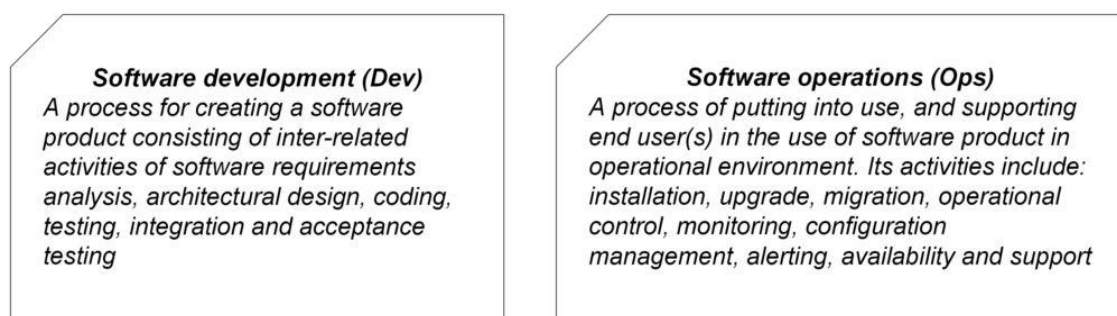 Software development (Dev)
A process for creating a software
product consisting of inter-related
activities of software requirements
analysis, architectural design, coding,
testing, integration and acceptance
testing
Software operations (Ops)
A process of putting into use, and supporting
end user(s) in the use of software product in
operational environment. Its activities include:
installation, upgrade, migration, operational
control, monitoring, configuration
management, alerting, availability and support